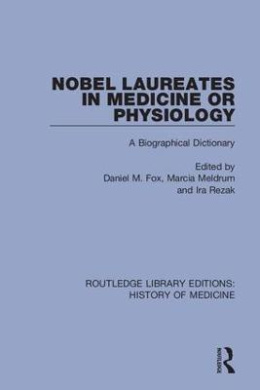 NOBEL LAUREATES
IN MEDICINE OR
PHYSIOLOGY
A Biographical Dictionary
Edited by
Daniel M. Fox, Marcia Meldrum
and Ira Rezak
ROUTLEDGE LIBRARY EDITIONS:
HISTORY OF MEDICINE
ROUTLEDGE